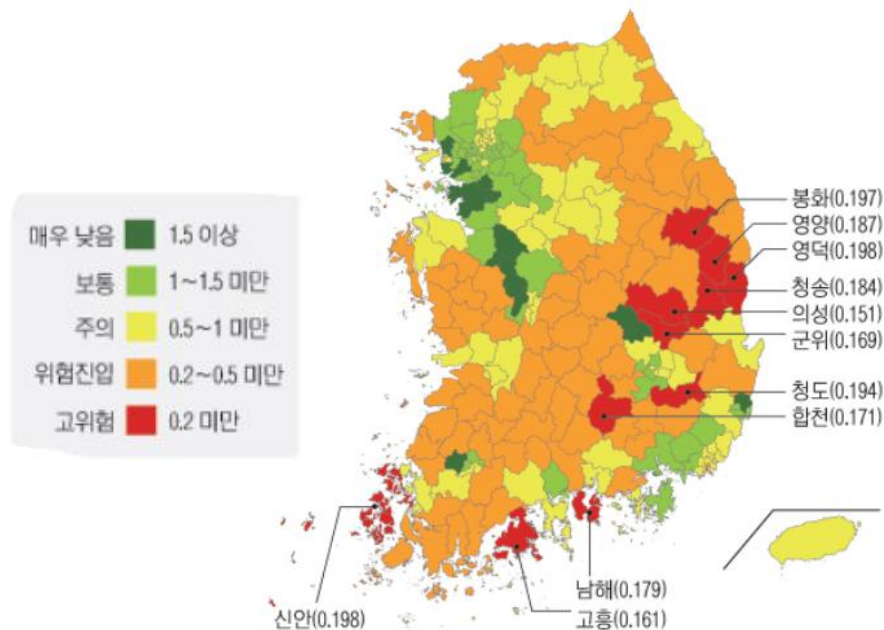 매우 낮음 1.5 이상
보통 1~1.5 미만
주의 0.5~1 미만
위험진입 0.2~0.5 미만
고위험 0.2 미만
봉화(0.197)
영양(0.187)
영덕(0.198)
청송(0.184)
의성(0.151)
군위(0.169)
청도(0.194)
합천(0.171)
남해(0.179)
고흥(0.161)
신안(0.198)